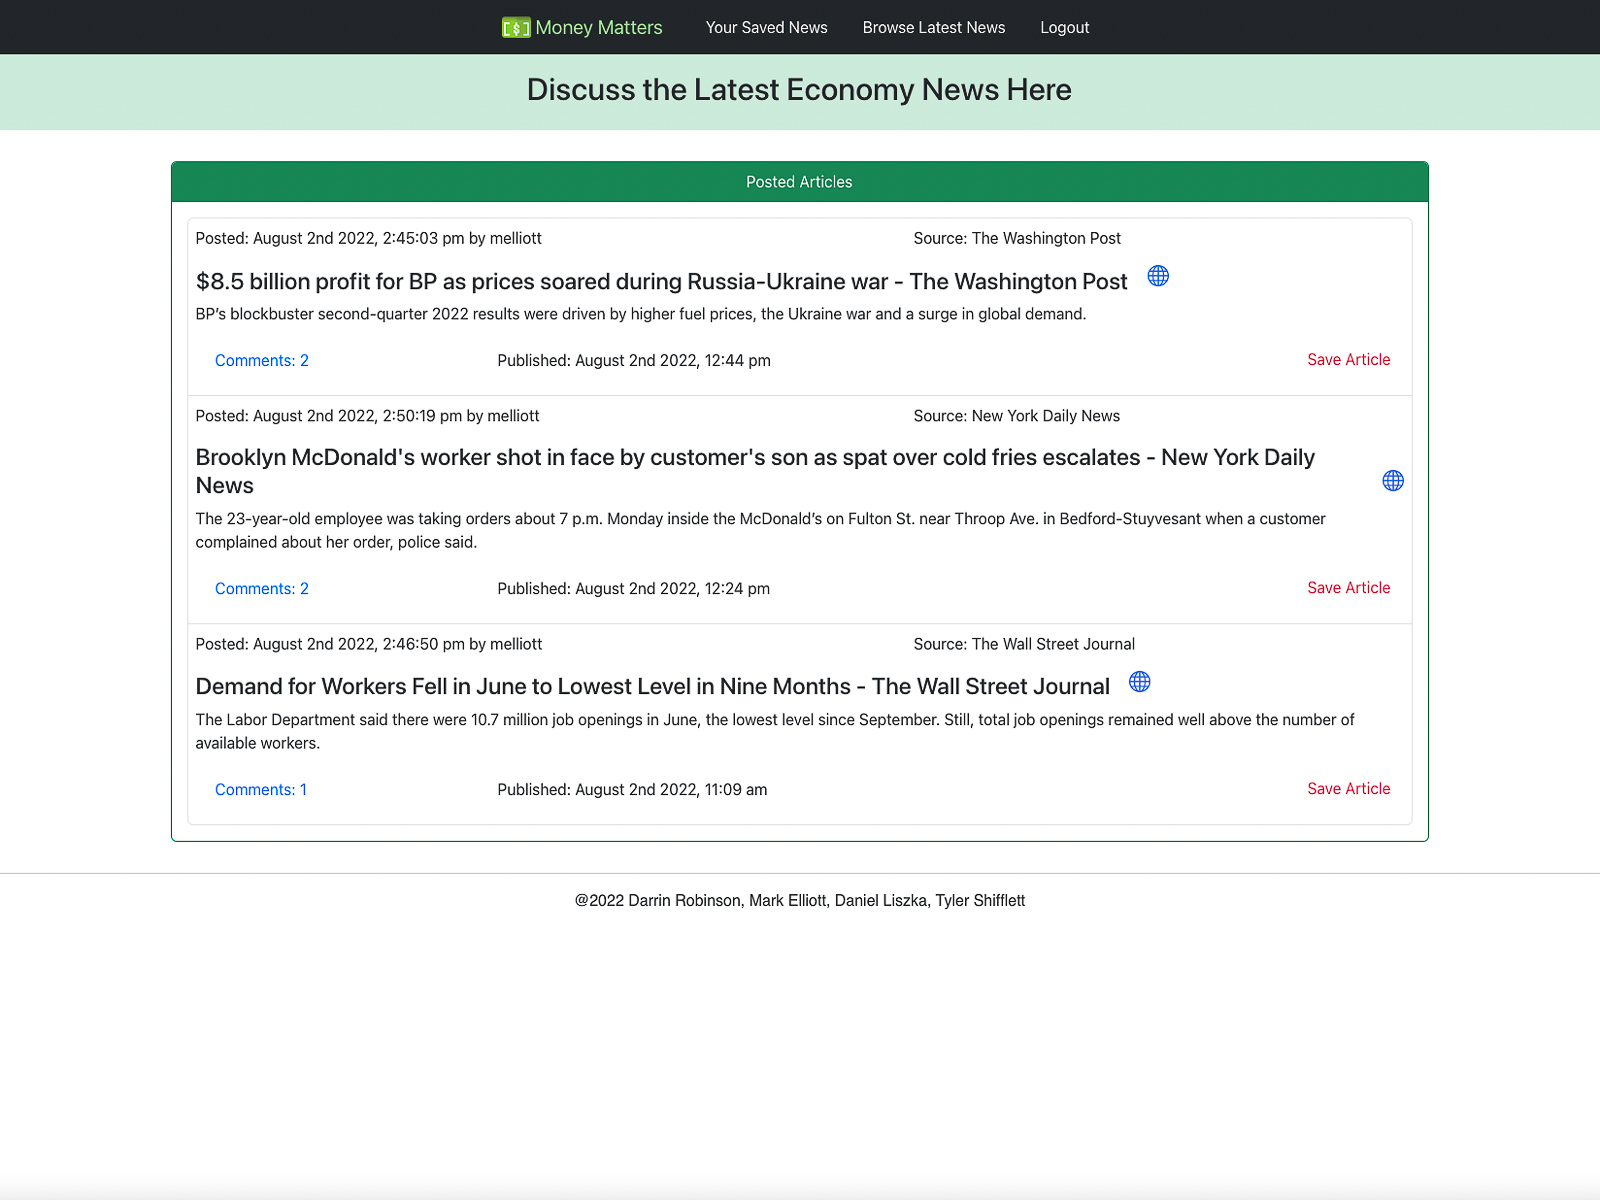 Money Matters Your Saved News Browse Latest News Logout
Discuss the Latest Economy News Here
Posted Articles
Posted: August 2nd 2022, 2:45:03 pm by melliott Source: The Washington Post
$8.5 billion profit for BP as prices soared during Russia-Ukraine war - The Washington Post
BP’s blockbuster second-quarter 2022 results were driven by higher fuel prices, the Ukraine war and a surge in global demand.
Comments: 2 Published: August 2nd 2022, 12:44 pm Save Article
Posted: August 2nd 2022, 2:50:19 pm by melliott Source: New York Daily News
Brooklyn McDonald's worker shot in face by customer's son as spat over cold fries escalates - New York Daily
News
The 23-year-old employee was taking orders about 7 p.m. Monday inside the McDonald’s on Fulton St. near Throop Ave. in Bedford-Stuyvesant when a customer
complained about her order, police said.
Comments: 2 Published: August 2nd 2022, 12:24 pm Save Article
Posted: August 2nd 2022, 2:46:50 pm by melliott Source: The Wall Street Journal
Demand for Workers Fell in June to Lowest Level in Nine Months - The Wall Street Journal
The Labor Department said there were 10.7 million job openings in June, the lowest level since September. Still, total job openings remained well above the number of
available workers.
Comments: 1 Published: August 2nd 2022, 11:09 am Save Article
@2022 Darrin Robinson, Mark Elliott, Daniel Liszka, Tyler Shifflett